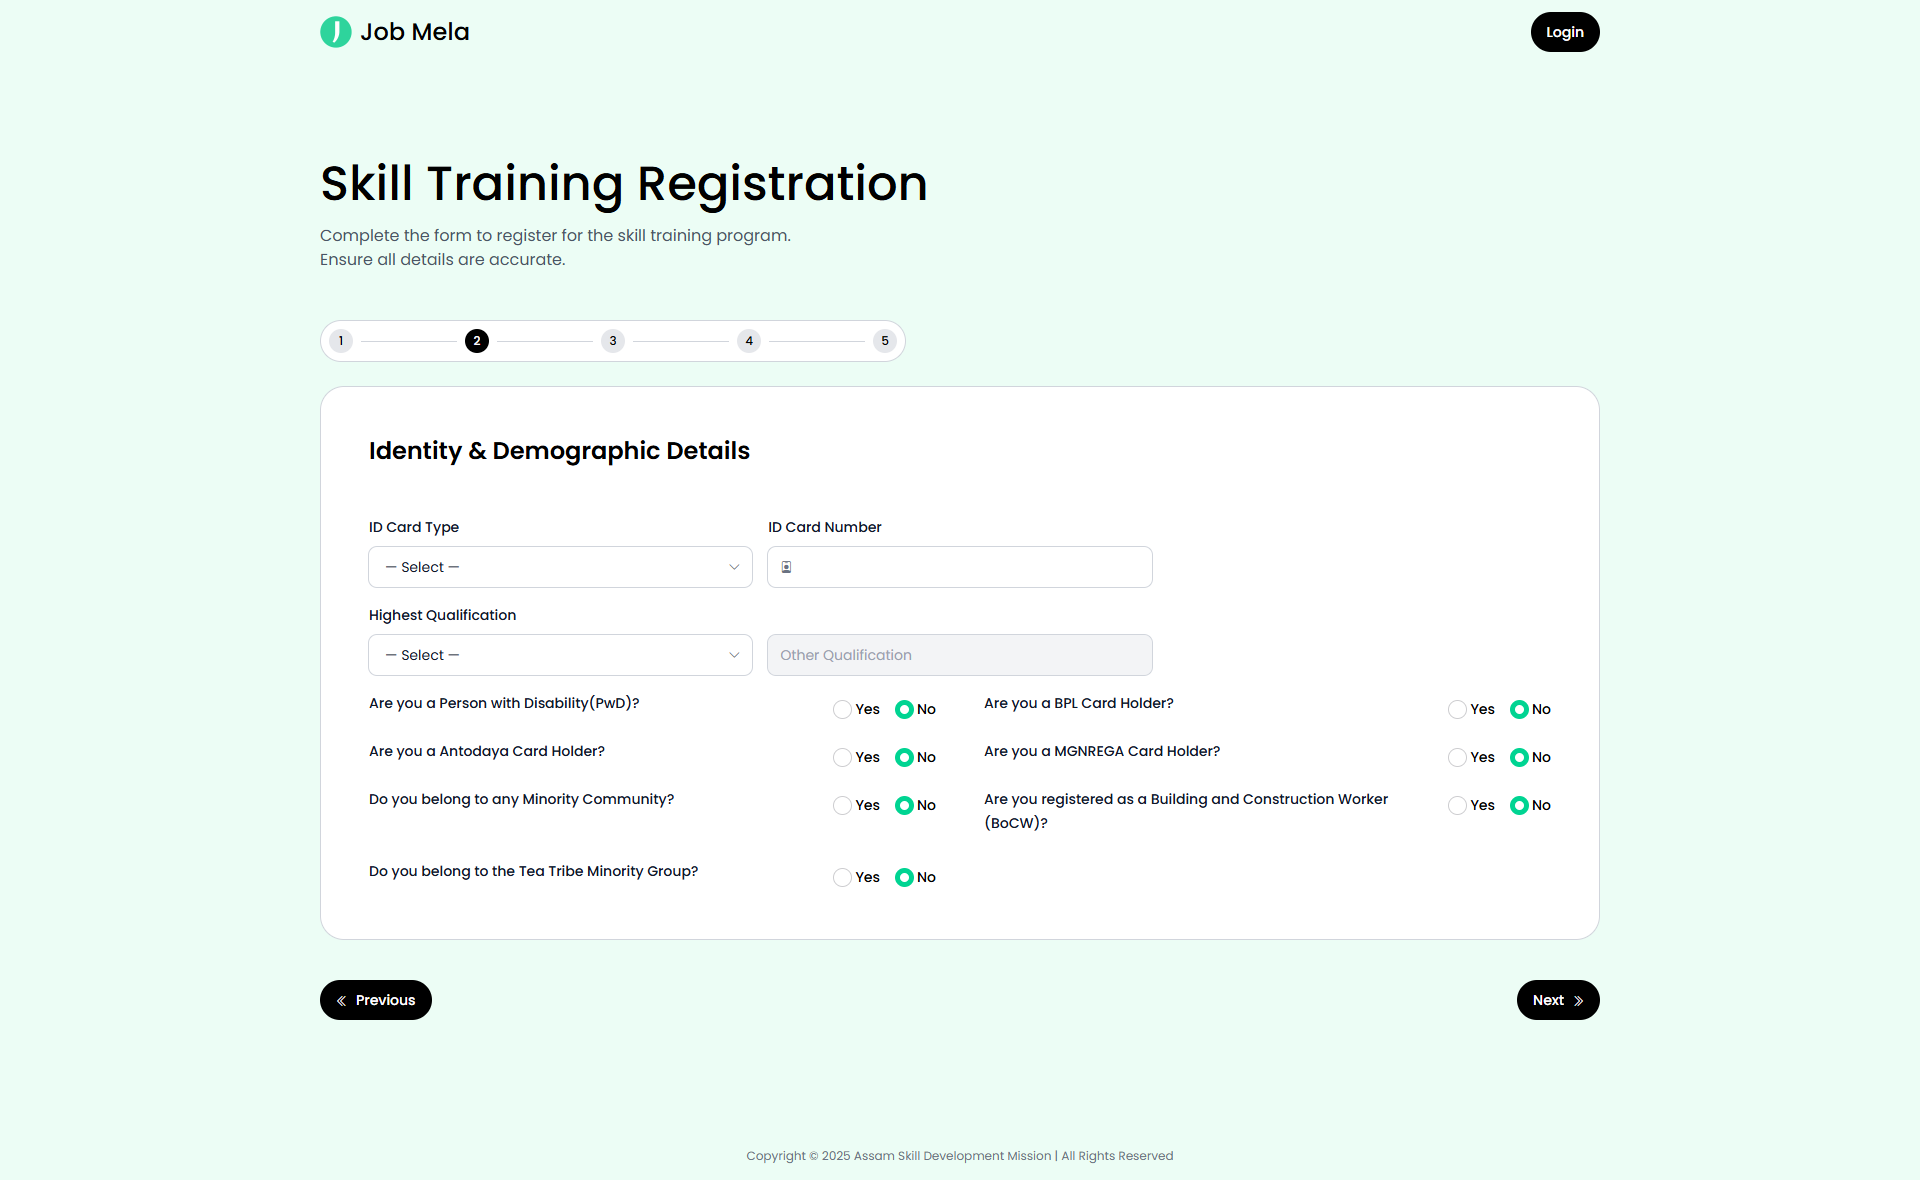 Job Mela
Login
Skill Training Registration
Complete the form to register for the skill training program.
Ensure all details are accurate.
1 2 3 4 5
Identity & Demographic Details
ID Card Type
ID Card Number
— Select —
Highest Qualification
— Select —
Other Qualification
Are you a Person with Disability(PwD)?
Yes No
Are you a BPL Card Holder?
Yes No
Are you a Antodaya Card Holder?
Yes No
Are you a MGNREGA Card Holder?
Yes No
Do you belong to any Minority Community?
Yes No
Are you registered as a Building and Construction Worker
(BoCW)?
Yes No
Do you belong to the Tea Tribe Minority Group?
Yes No
Previous
Next
Copyright © 2025 Assam Skill Development Mission | All Rights Reserved